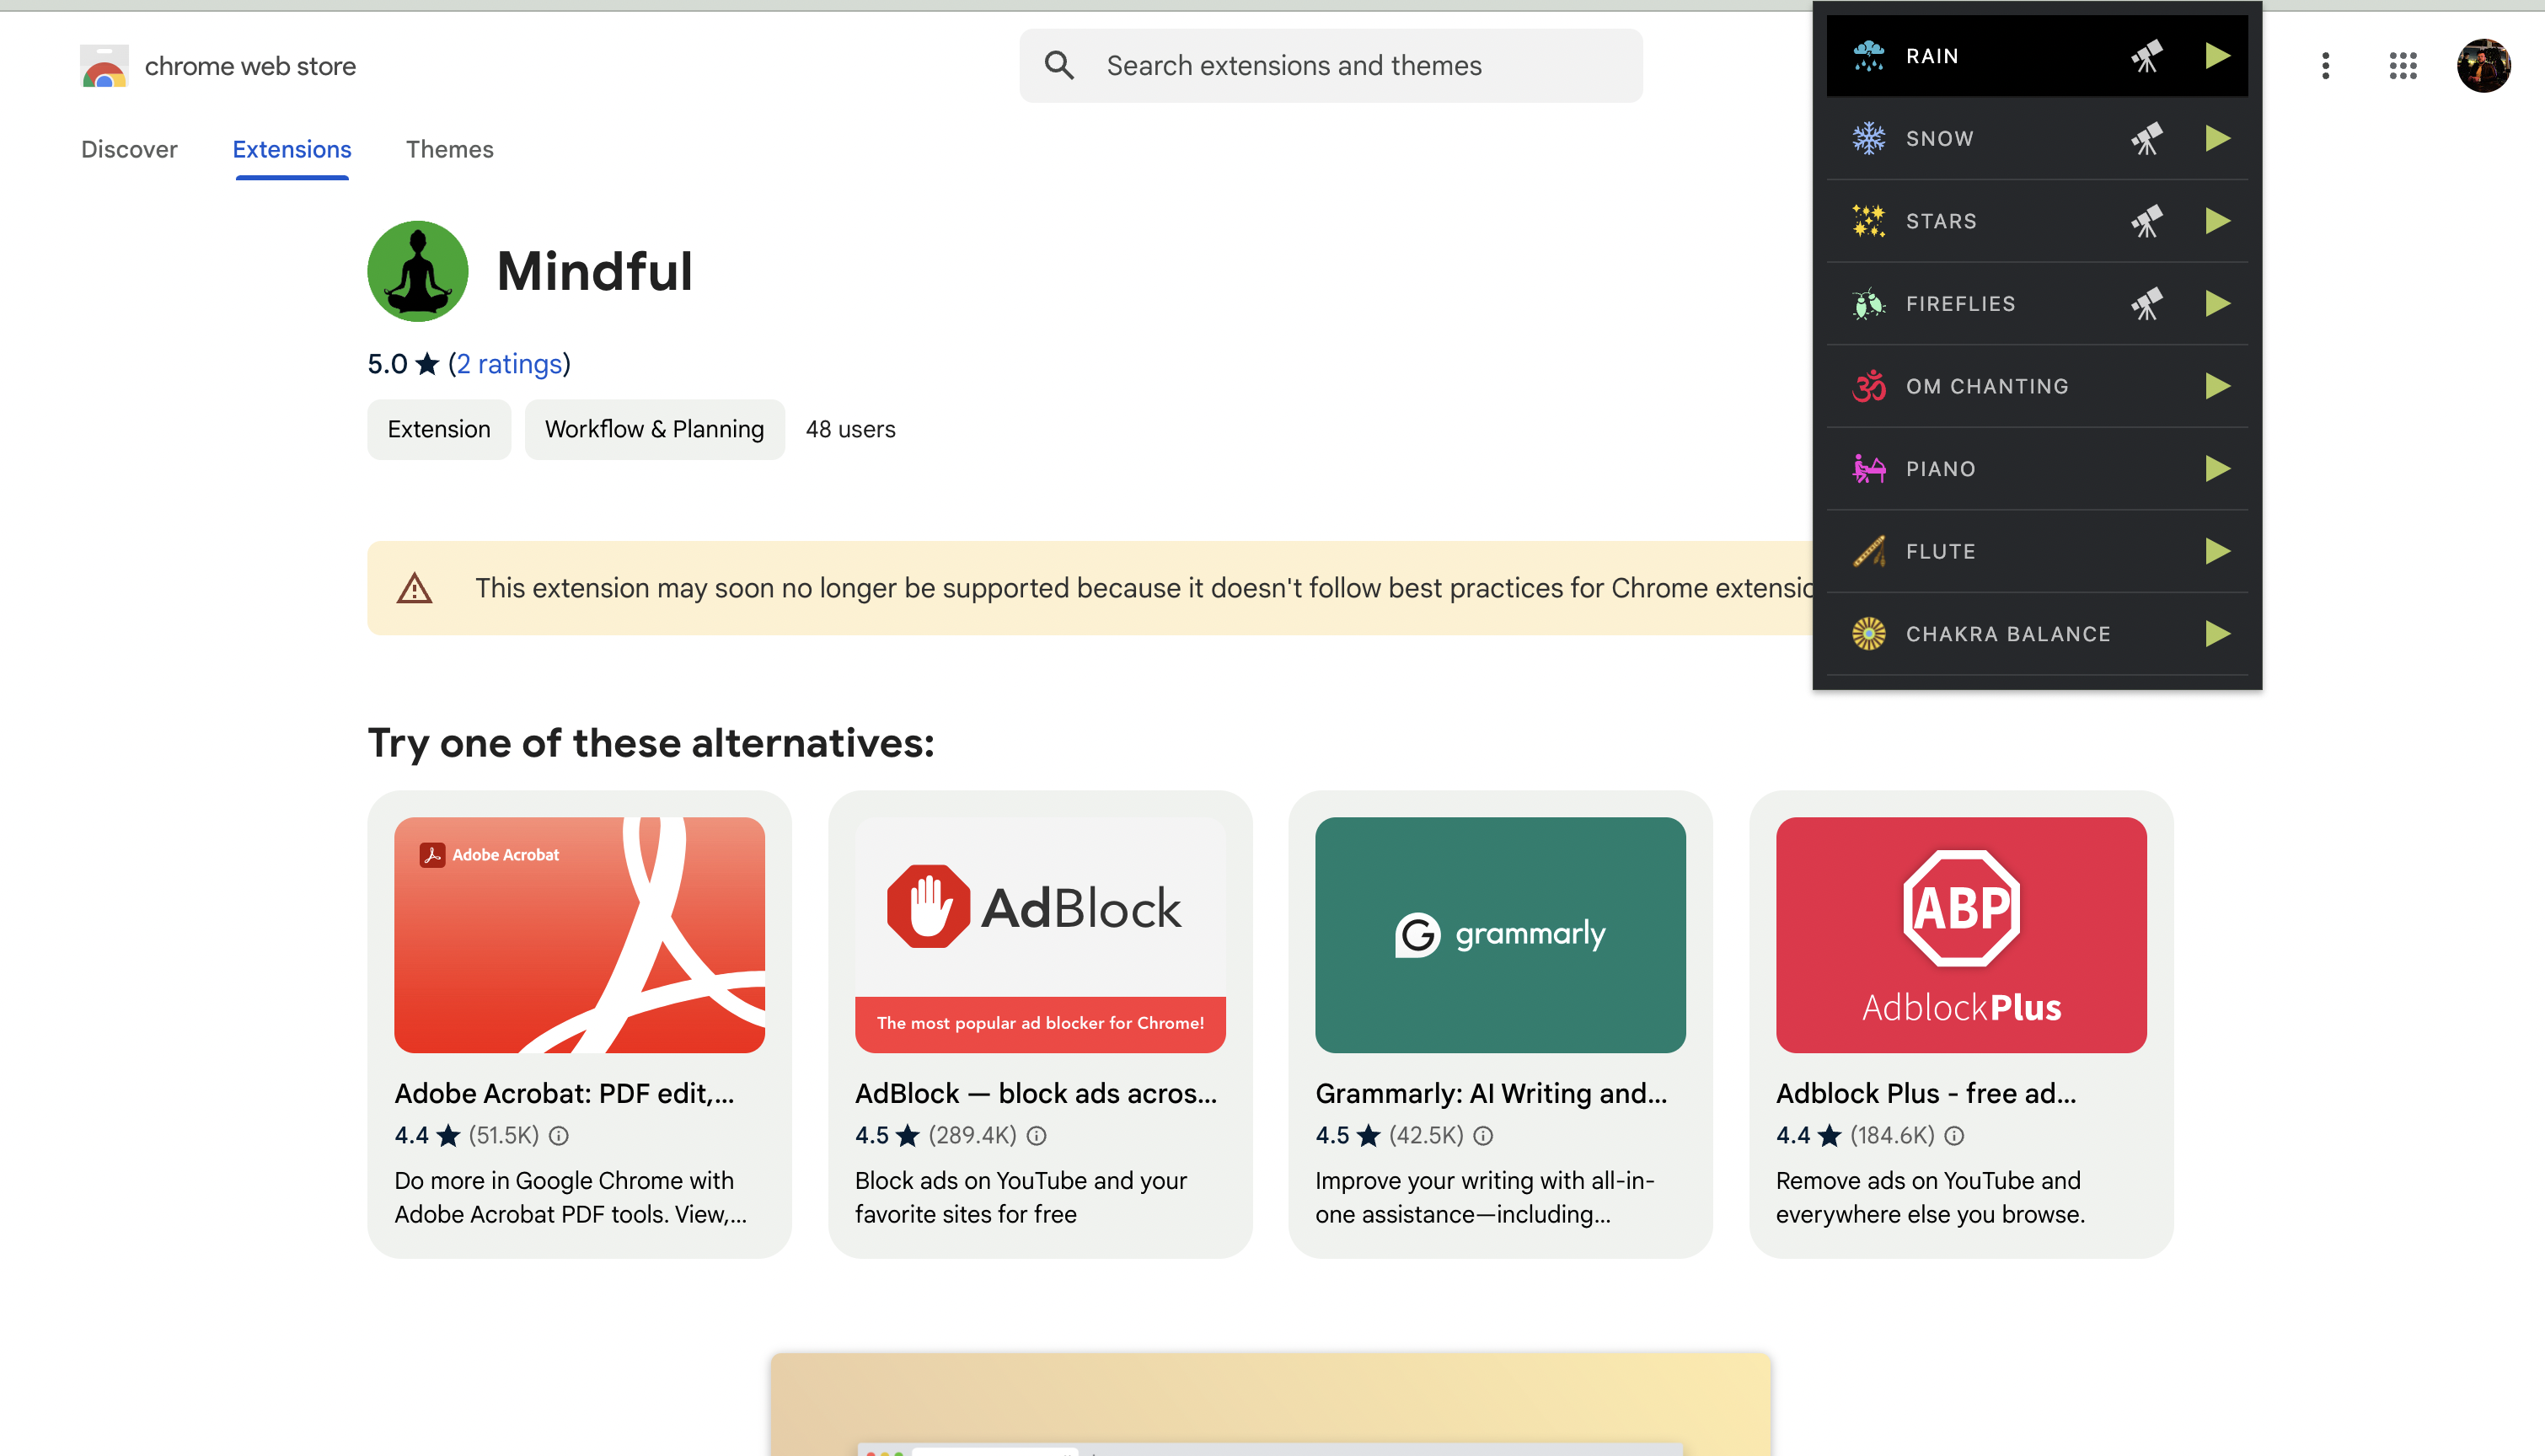 chrome web store
Search extensions and themes
Discover
Extensions
Themes
Mindful
5.0 ★ (2 ratings)
Extension
Workflow & Planning
48 users
This extension may soon no longer be supported because it doesn't follow best practices for Chrome
RAIN
SNOW
STARS
FIREFLIES
OM CHANTING
PIANO
FLUTE
CHAKRA BALANCE
Try one of these alternatives:
Adobe Acrobat
Adobe Acrobat: PDF edit,...
4.4 ★ (51.5K)
Do more in Google Chrome with
Adobe Acrobat PDF tools. View,...
AdBlock
The most popular ad blocker for Chrome!
AdBlock — block ads acros...
4.5 ★ (289.4K)
Block ads on YouTube and your
favorite sites for free
grammarly
Grammarly: AI Writing and...
4.5 ★ (42.5K)
Improve your writing with all-in-
one assistance—including...
ABP
AdblockPlus
Adblock Plus - free ad...
4.4 ★ (184.6K)
Remove ads on YouTube and
everywhere else you browse.